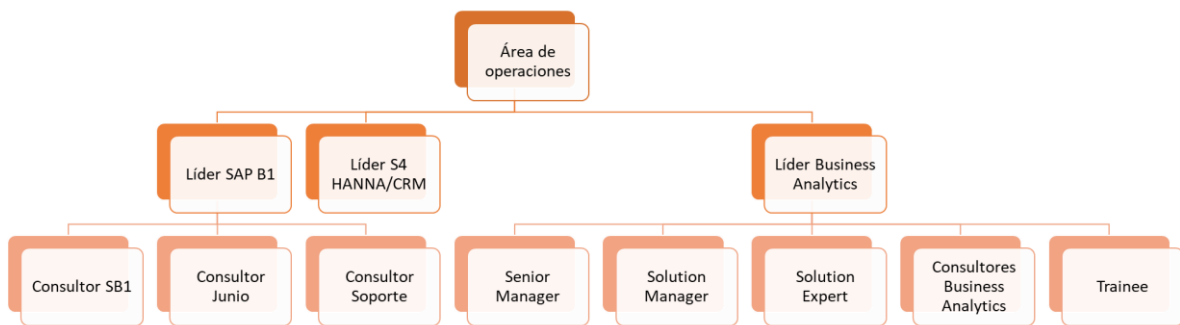 Área de
operaciones
Líder SAP B1
Líder S4
HANNA/CRM
Líder Business
Analytics
Consultor SB1
Consultor
Junio
Consultor
Soporte
Senior
Manager
Solution
Manager
Solution
Expert
Consultores
Business
Analytics
Trainee